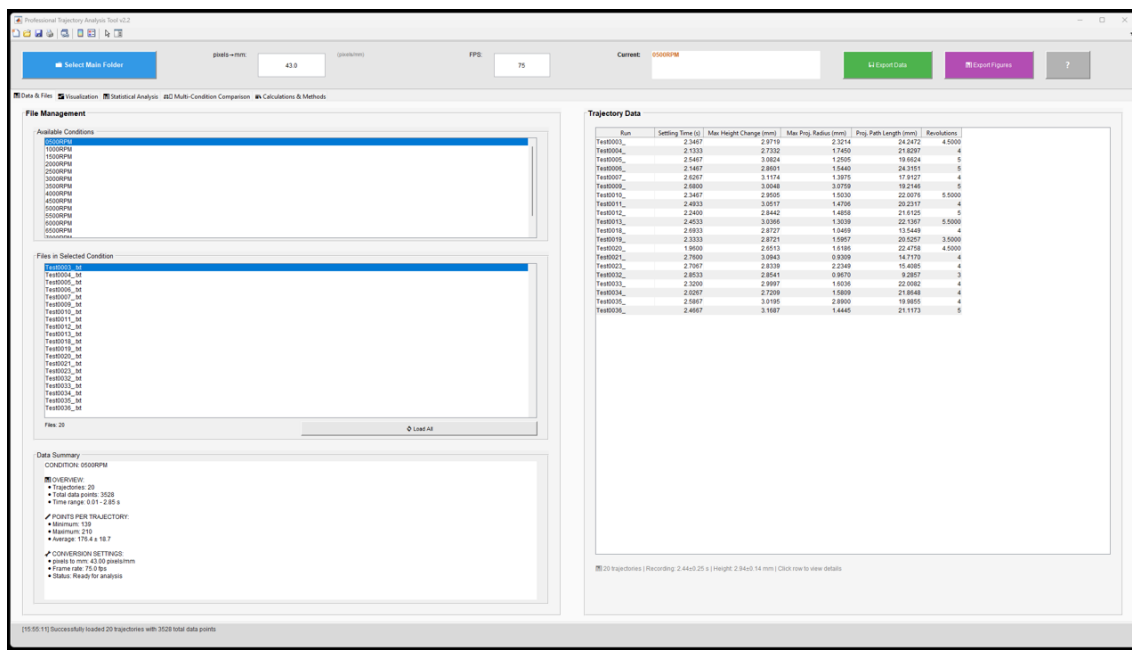 Professional Trajectory Analysis Tool v2.2
Select Main Folder
pixels→mm:
43.0
(pixels/mm)
FPS:
75
Current:
0500RPM
Export Data
Export Figures
?
Data & Files Visualization Statistical Analysis Multi-Condition Comparison Calculations & Methods
File Management
Available Conditions
0500RPM
1000RPM
1500RPM
2000RPM
2500RPM
3000RPM
3500RPM
4000RPM
4500RPM
5000RPM
5500RPM
6000RPM
6500RPM
7000RPM
Files in Selected Condition
Test0003_.txt
Test0004_.txt
Test0005_.txt
Test0006_.txt
Test0007_.txt
Test0009_.txt
Test0010_.txt
Test0011_.txt
Test0012_.txt
Test0013_.txt
Test0018_.txt
Test0019_.txt
Test0020_.txt
Test0021_.txt
Test0023_.txt
Test0032_.txt
Test0033_.txt
Test0034_.txt
Test0035_.txt
Test0036_.txt
Files: 20
Load All
Data Summary
CONDITION: 0500RPM
OVERVIEW:
● Trajectories: 20
● Total data points: 3528
● Time range: 0.01 - 2.85 s
POINTS PER TRAJECTORY:
● Minimum: 139
● Maximum: 210
● Average: 176.4 ± 18.7
CONVERSION SETTINGS:
● pixels to mm: 43.00 pixels/mm
● Frame rate: 75.0 fps
● Status: Ready for analysis
Trajectory Data
Run Settling Time (s) Max Height Change (mm) Max Proj. Radius (mm) Proj. Path Length (mm) Revolutions
Test0003_ 2.3467 2.9719 2.3214 24.2472 4.5000
Test0004_ 2.1333 2.7332 1.7450 21.8297 4
Test0005_ 2.5467 3.0824 1.2505 19.6624 5
Test0006_ 2.1467 2.8601 1.5440 24.3151 5
Test0007_ 2.6267 3.1174 1.3975 17.9127 4
Test0009_ 2.6800 3.0048 3.0759 19.2146 5
Test0010_ 2.3467 2.9505 1.5030 22.0076 5.5000
Test0011_ 2.4933 3.0517 1.4706 20.2317 4
Test0012_ 2.2400 2.8442 1.4858 21.6125 5
Test0013_ 2.4533 3.0366 1.3039 22.1367 5.5000
Test0018_ 2.6933 2.8727 1.0469 13.5449 4
Test0019_ 2.3333 2.8721 1.5957 20.5257 3.5000
Test0020_ 1.9600 2.6513 1.6186 22.4758 4.5000
Test0021_ 2.7600 3.0943 0.9309 14.7170 4
Test0023_ 2.7067 2.8339 2.2349 15.4085 4
Test0032_ 2.8533 2.8541 0.9670 9.2857 3
Test0033_ 2.3200 2.9997 1.6036 22.0082 4
Test0034_ 2.0267 2.7209 1.5809 21.8648 4
Test0035_ 2.5867 3.0195 2.8900 19.9855 4
Test0036_ 2.4667 3.1687 1.4445 21.1173 5
20 trajectories | Recording: 2.44±0.25 s | Height: 2.94±0.14 mm | Click row to view details
[15:55:11] Successfully loaded 20 trajectories with 3528 total data points